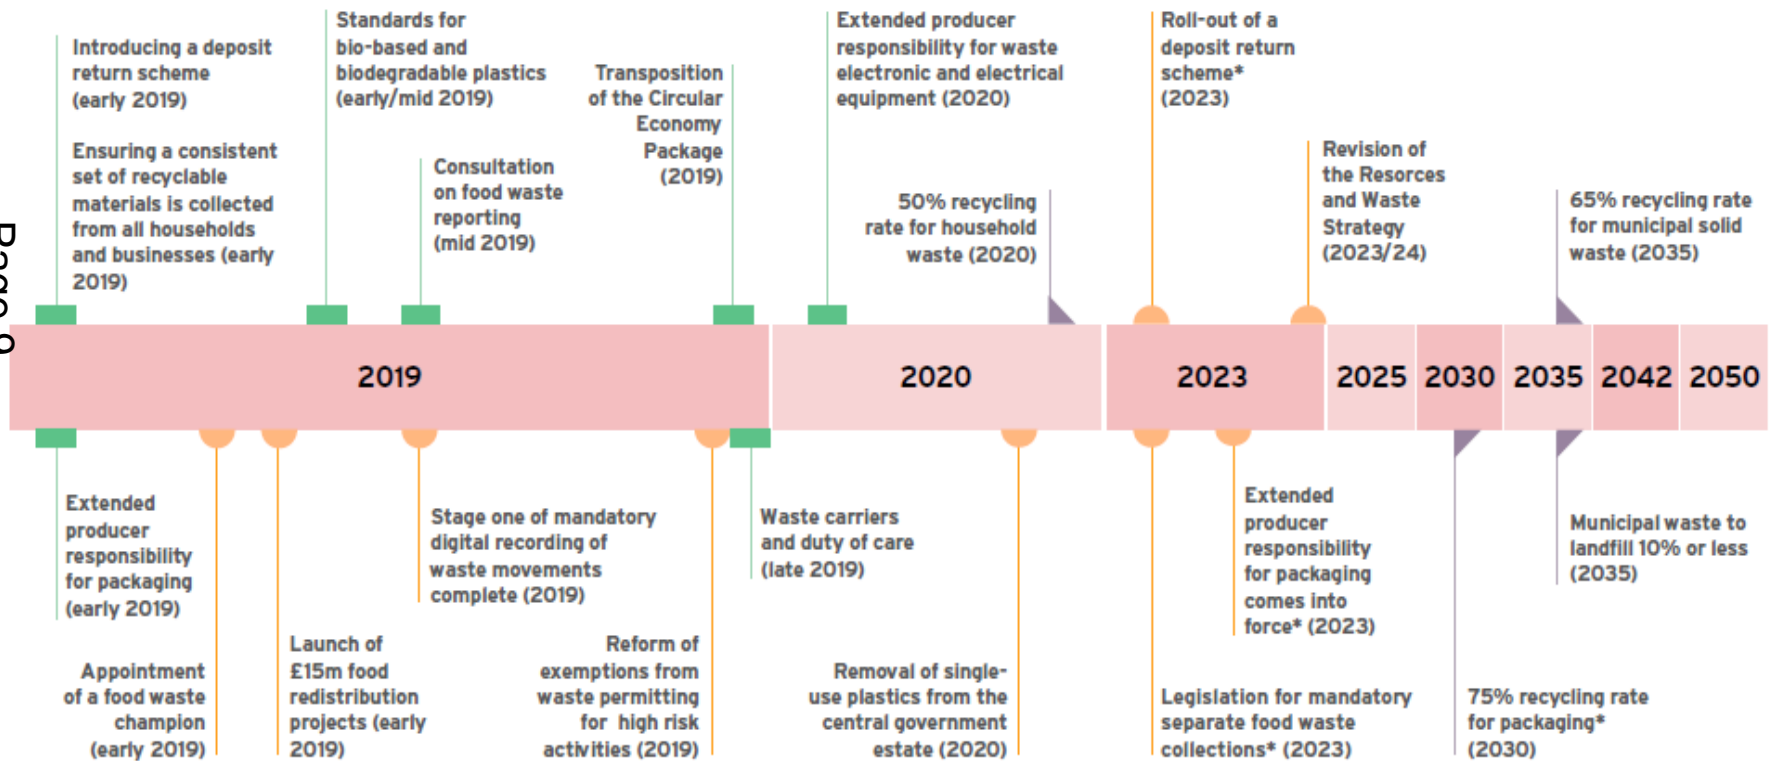 Introducing a deposit
return scheme
(early 2019)
Ensuring a consistent
set of recyclable
materials is collected
from all households
and businesses (early
2019)
Standards for
bio-based and
biodegradable plastics
(early/mid 2019)
Consultation
on food waste
reporting
(mid 2019)
Transposition
of the Circular
Economy
Package
(2019)
Extended producer
responsibility for waste
electronic and electrical
equipment (2020)
50% recycling
rate for household
waste (2020)
Roll-out of a
deposit return
scheme*
(2023)
Revision of
the Resorces
and Waste
Strategy
(2023/24)
65% recycling rate
for municipal solid
waste (2035)
Page 9
2019 2020 2023 2025 2030 2035 2042 2050
Extended
producer
responsibility
for packaging
(early 2019)
Appointment
of a food waste
champion
(early 2019)
Launch of
£15m food
redistribution
projects (early
2019)
Stage one of mandatory
digital recording of
waste movements
complete (2019)
Reform of
exemptions from
waste permitting
for high risk
activities (2019)
Waste carriers
and duty of care
(late 2019)
Removal of single-
use plastics from the
central government
estate (2020)
Legislation for mandatory
separate food waste
collections* (2023)
Extended
producer
responsibility
for packaging
comes into
force* (2023)
75% recycling rate
for packaging*
(2030)
Municipal waste to
landfill 10% or less
(2035)